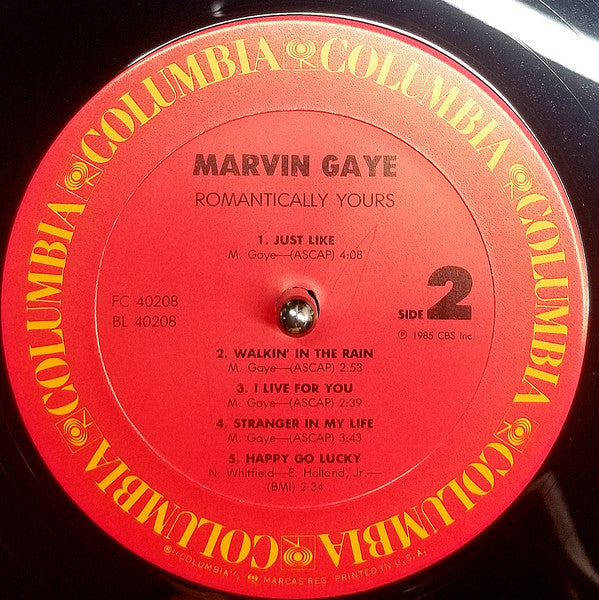 COLUMBIA COLUMBIA COLUMBIA COLUMBIA COLUMBIA COLUMBIA
MARVIN GAYE
ROMANTICALLY YOURS
1. JUST LIKE
M. Gaye—(ASCAP) 4:08
FC 40208
BL 40208
SIDE 2
℗ 1985 CBS Inc.
2. WALKIN' IN THE RAIN
M. Gaye—(ASCAP) 2:53
3. I LIVE FOR YOU
M. Gaye—(ASCAP) 2:39
4. STRANGER IN MY LIFE
M. Gaye—(ASCAP) 3:43
5. HAPPY GO LUCKY
N. Whitfield—E. Holland, Jr.—
(BMI) 2:34
®"COLUMBIA", MARCAS REG. PRINTED IN U.S.A.